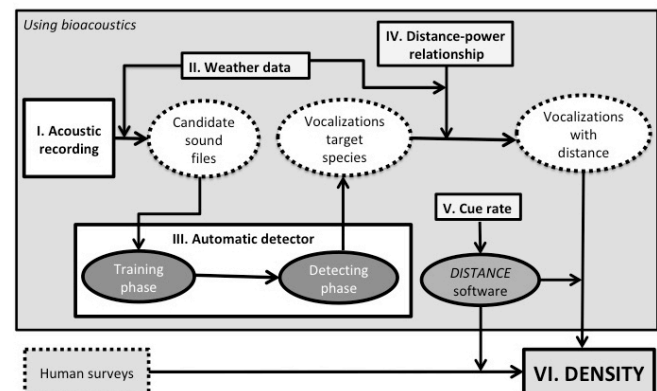 Using bioacoustics
IV. Distance-power
relationship
II. Weather data
I. Acoustic
recording
Candidate
sound
files
Vocalizations
target
species
Vocalizations
with
distance
V. Cue rate
III. Automatic detector
Training
phase
Detecting
phase
DISTANCE
software
Human surveys
VI. DENSITY